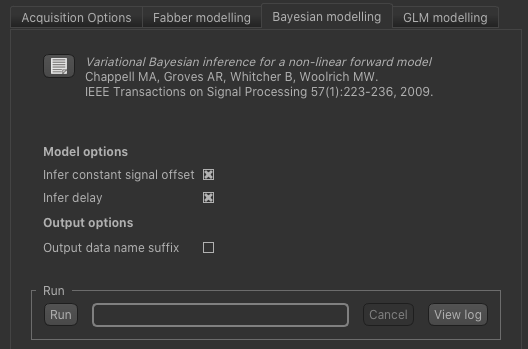 Acquisition Options Fabber modelling Bayesian modelling GLM modelling
Variational Bayesian inference for a non-linear forward model
Chappell MA, Groves AR, Whitcher B, Woolrich MW.
IEEE Transactions on Signal Processing 57(1):223-236, 2009.
Model options
Infer constant signal offset
Infer delay
Output options
Output data name suffix
Run
Run Cancel View log